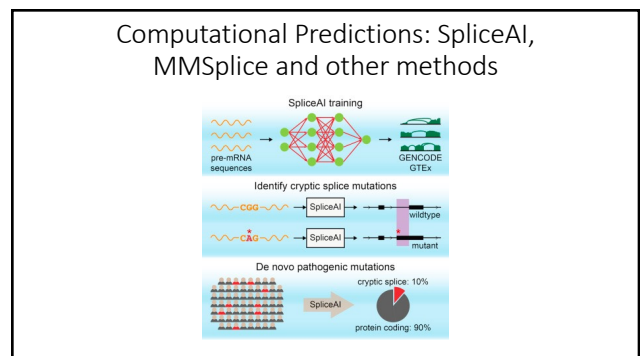 Computational Predictions: SpliceAI,
MMSplice and other methods
SpliceAI training
pre-mRNA
sequences
GENCODE
GTEx
Identify cryptic splice mutations
CGG
SpliceAI
wildtype
*
*
CAG
SpliceAI
mutant
De novo pathogenic mutations
cryptic splice: 10%
SpliceAI
protein coding: 90%